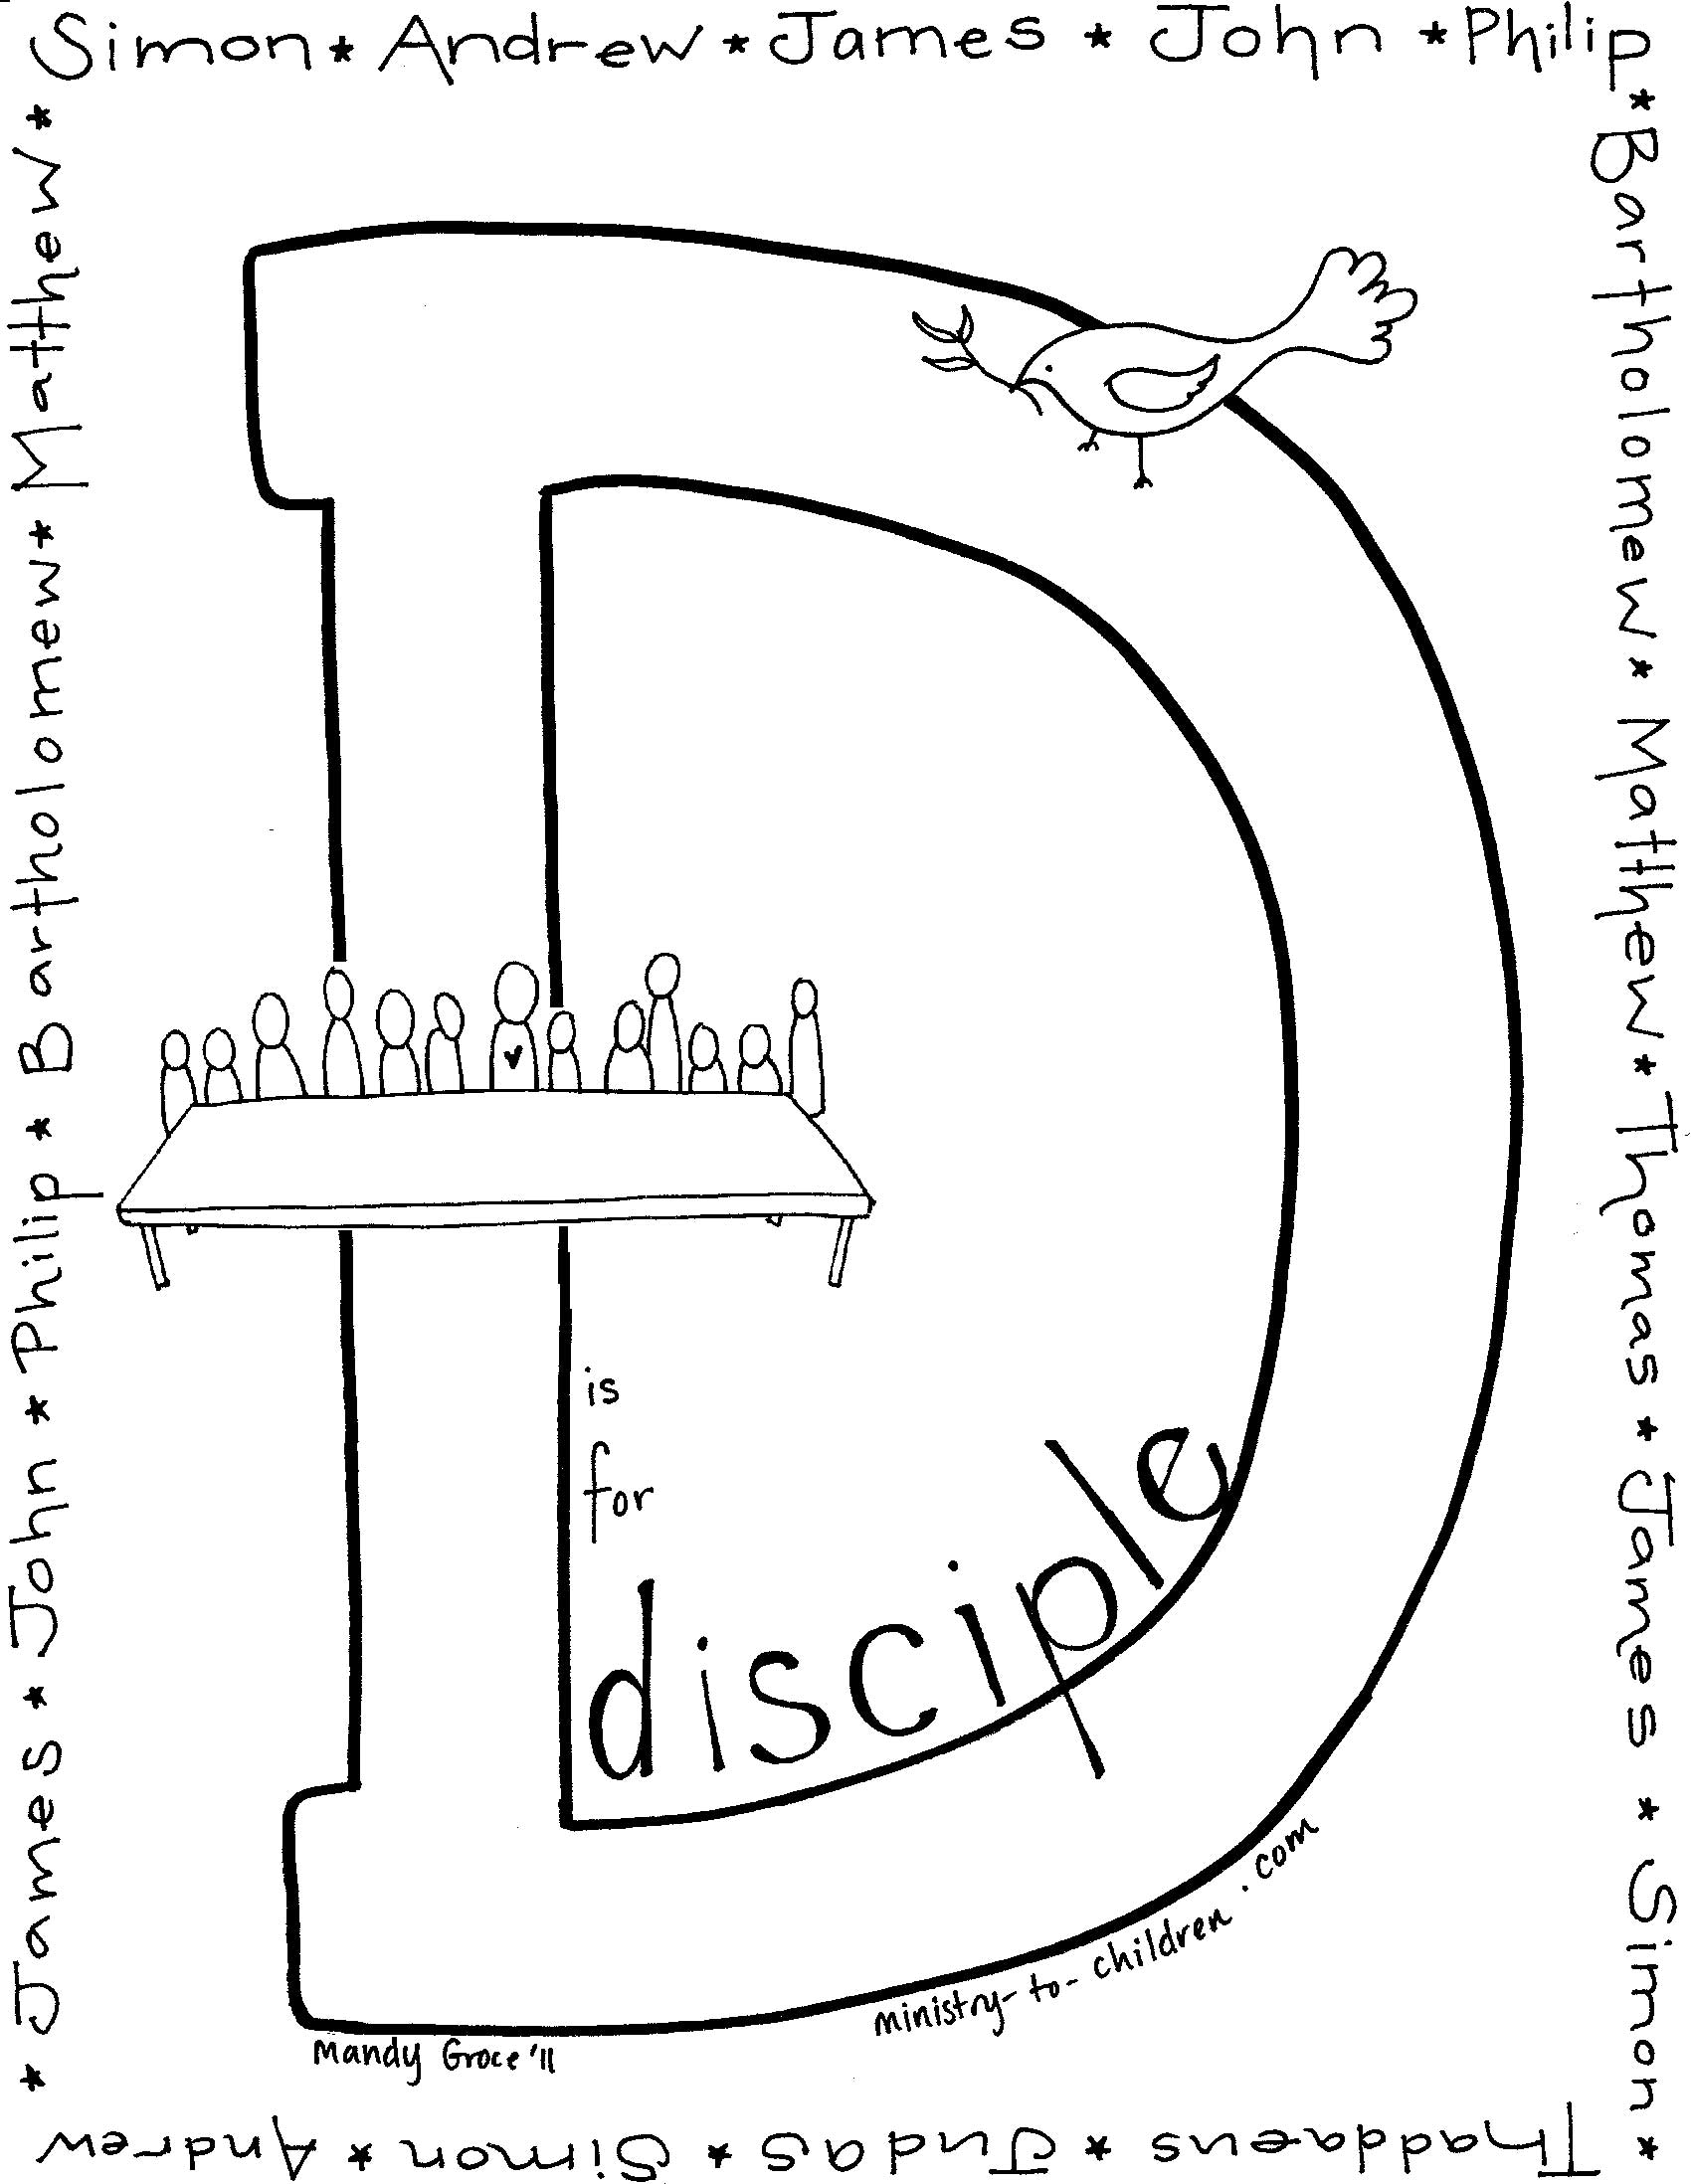 Simon * Andrew * James * John * Philip *
Bartholomew * Matthew * Thomas * James * Simon *
Thaddaeus * Judas * Simon * Andrew
* James * John * Philip * Bartholomew * Matthew *
is
for
disciple
ministry-to-children.com
Mandy Groce '11